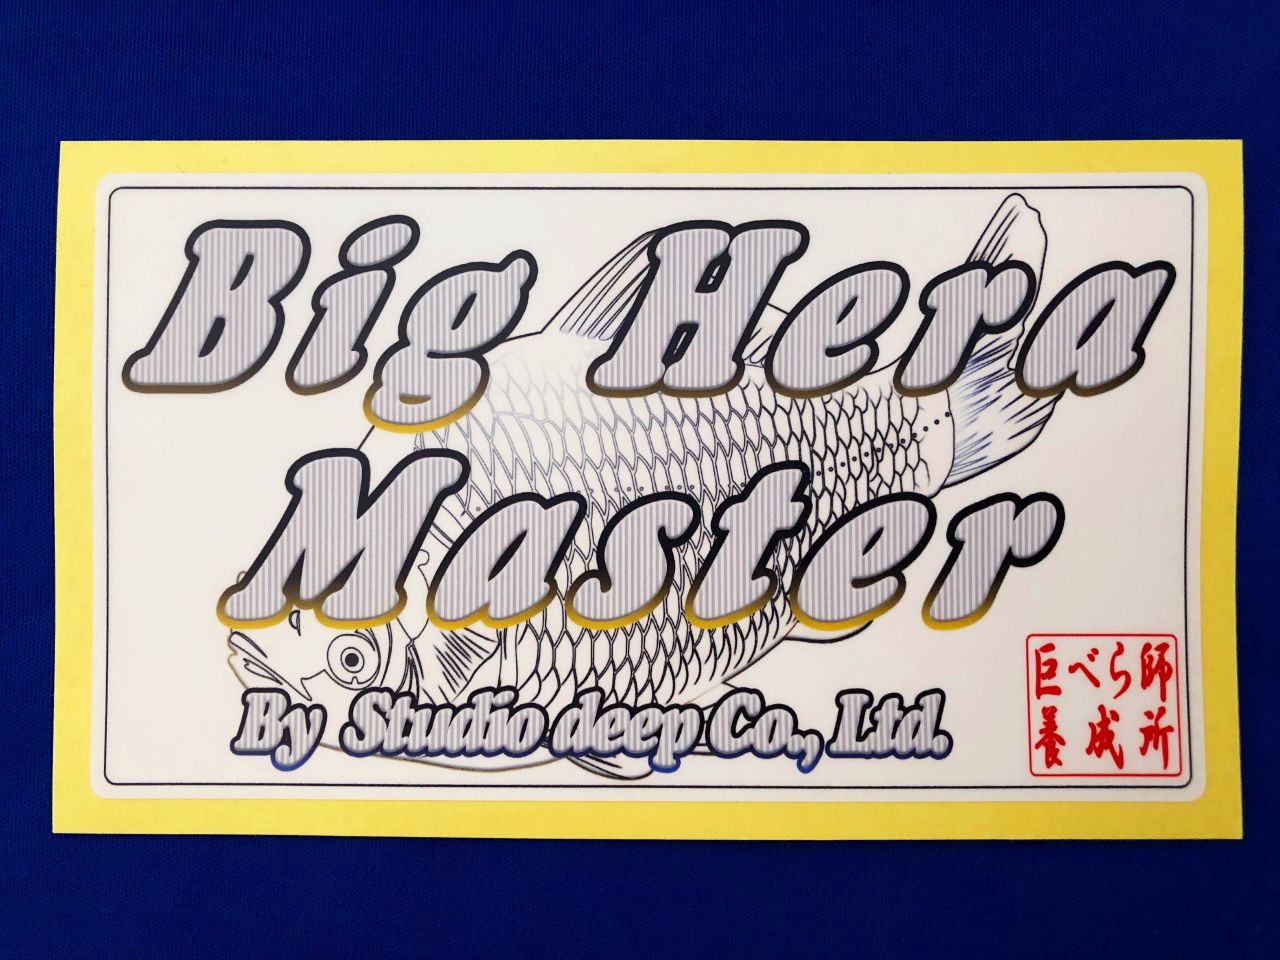 Big Hera
Master
By Studio deep Co., Ltd.
巨べら師
養成所